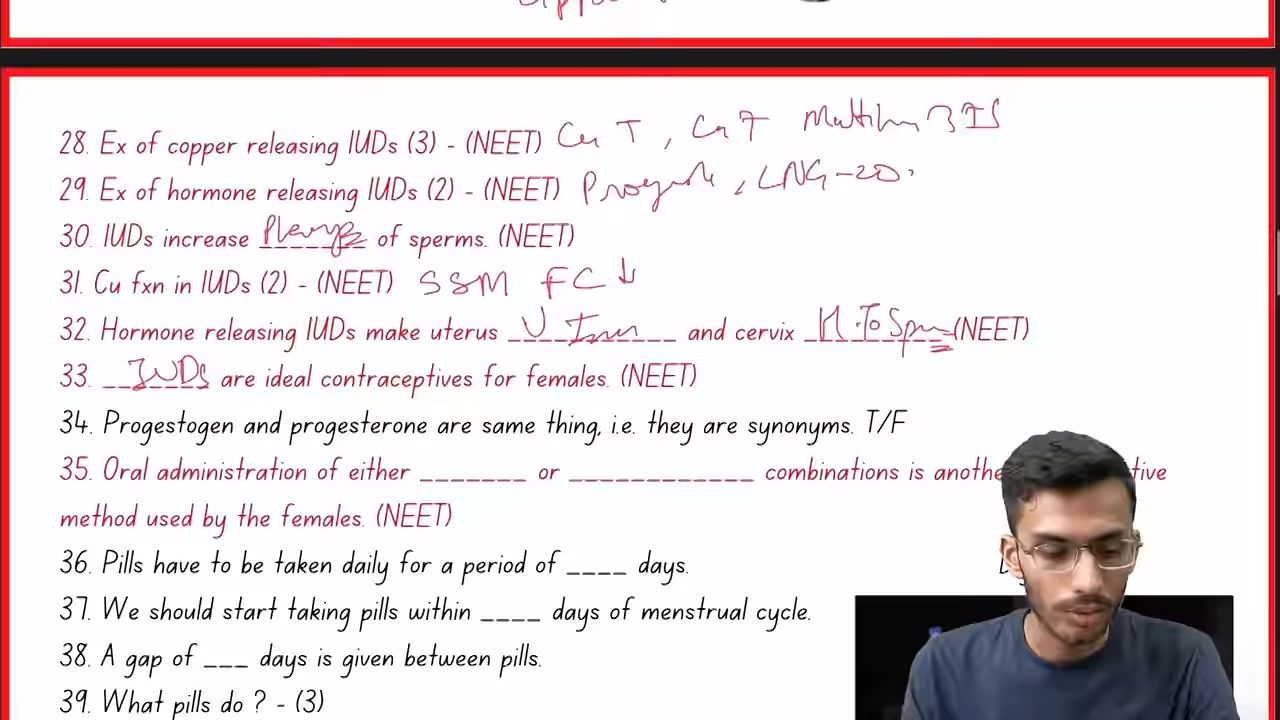 28. Ex of copper releasing IUDs (3) - (NEET) Cu T, Cu 7 Multiload 375
29. Ex of hormone releasing IUDs (2) - (NEET) LNG-20.
30. IUDs increase ______ of sperms. (NEET)
31. Cu fxn in IUDs (2) - (NEET) SSM FC ↓
32. Hormone releasing IUDs make uterus U and cervix H. To Sperm (NEET)
33. IUDs are ideal contraceptives for females. (NEET)
34. Progestogen and progesterone are same thing, i.e. they are synonyms. T/F
35. Oral administration of either _______ or ____________ combinations is anothe tive
method used by the females. (NEET)
36. Pills have to be taken daily for a period of ____ days.
37. We should start taking pills within ____ days of menstrual cycle.
38. A gap of ___ days is given between pills.
39. What pills do ? - (3)